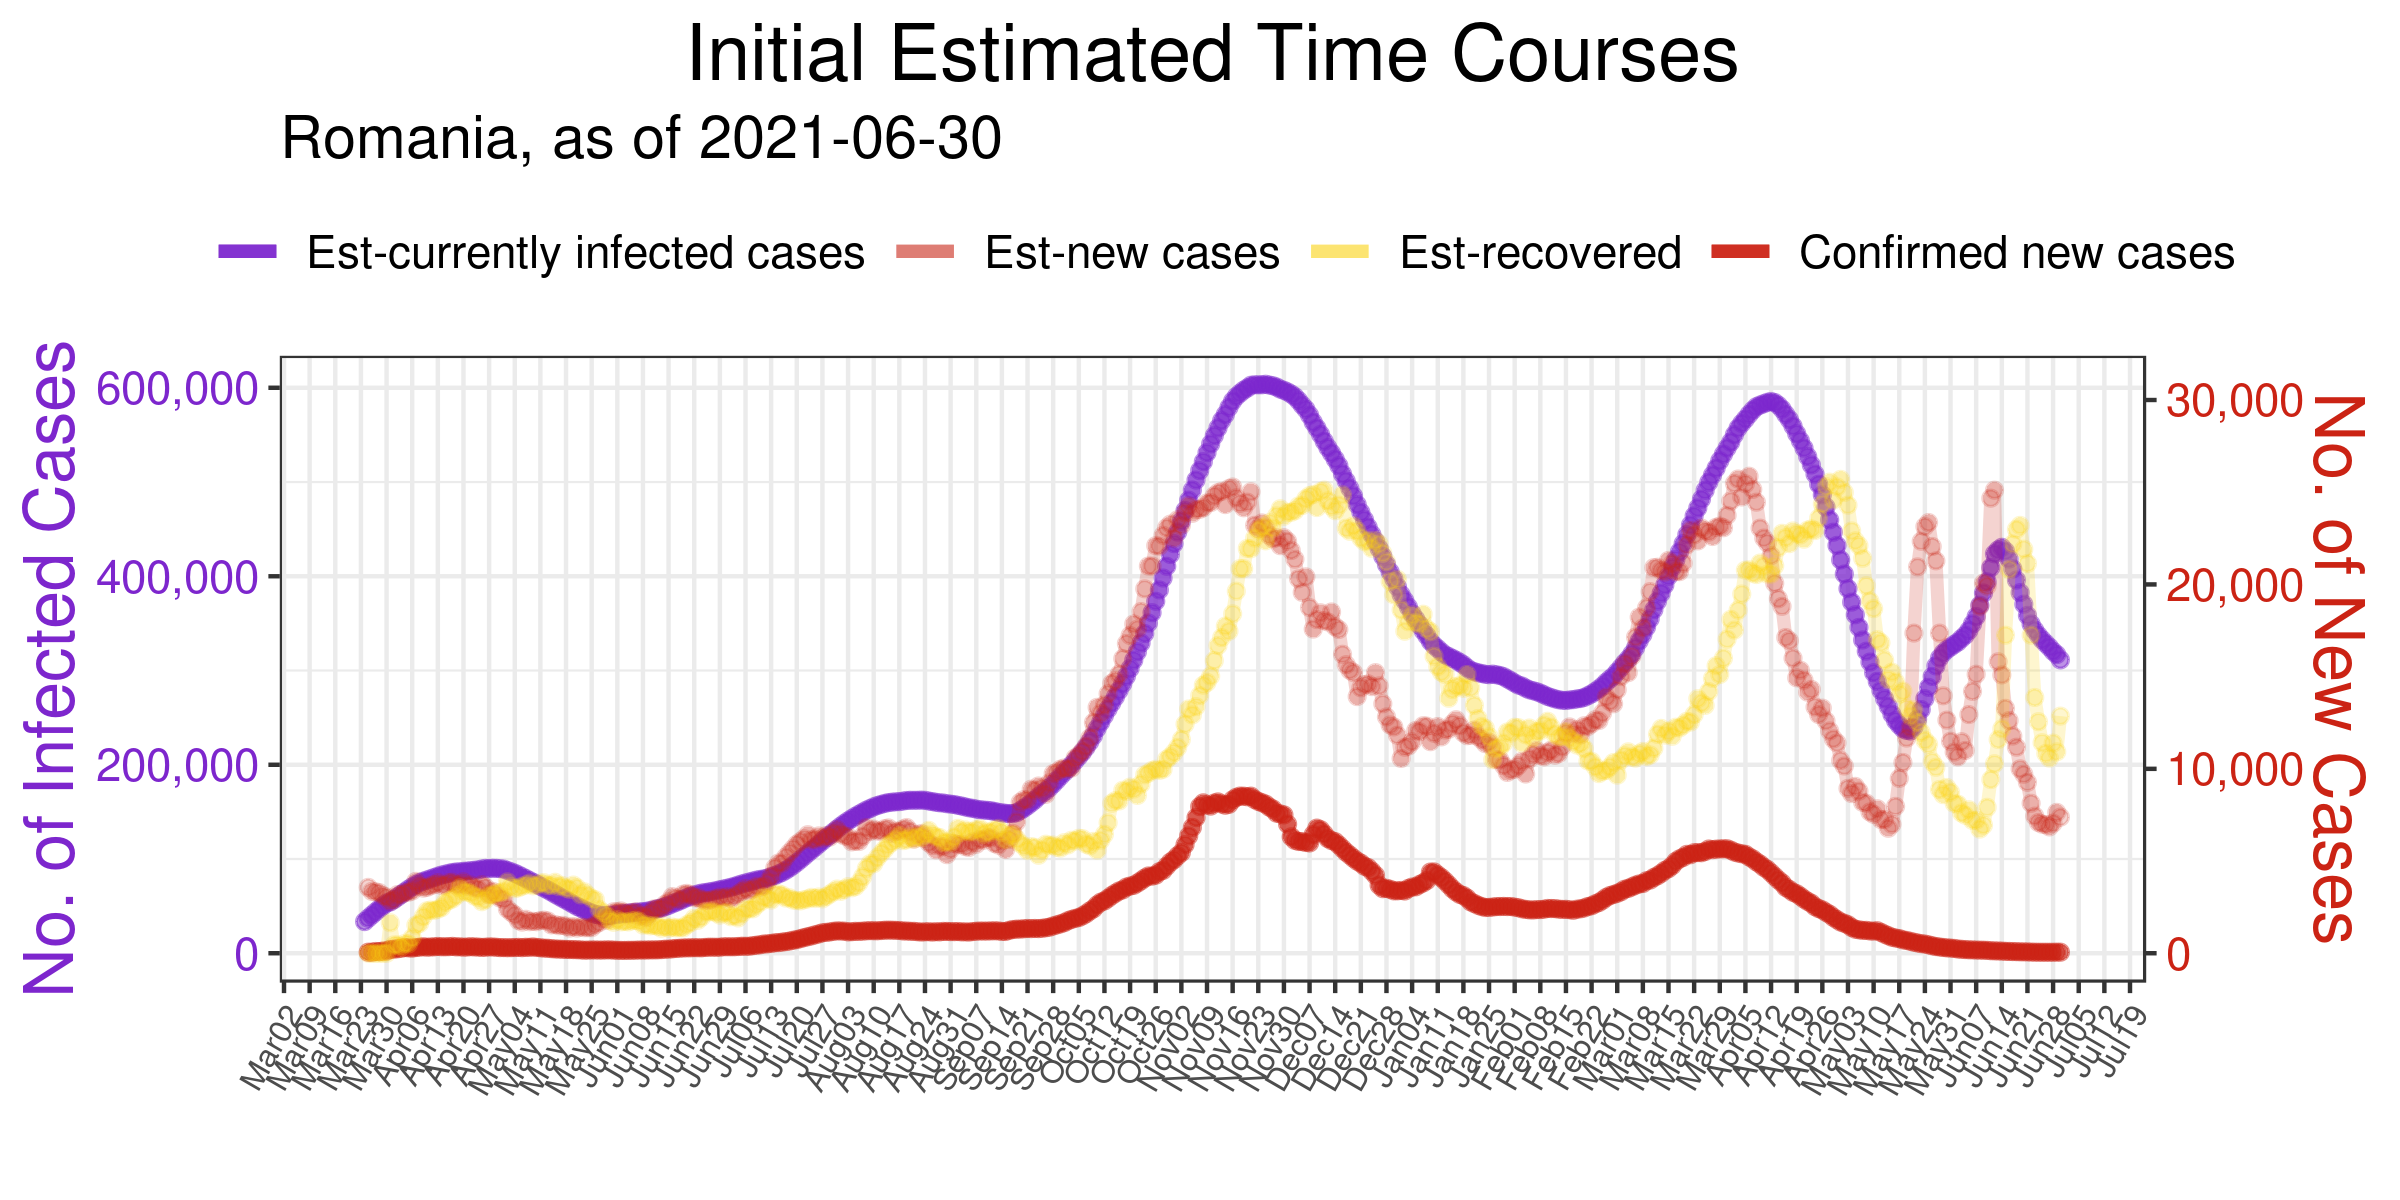 Initial Estimated Time Courses
Romania, as of 2021-06-30
Est-currently infected cases
Est-new cases
Est-recovered
Confirmed new cases
No. of Infected Cases
600,000
400,000
200,000
0
30,000
20,000
10,000
0
No. of New Cases
Mar02
Mar09
Mar16
Mar23
Mar30
Apr06
Apr13
Apr20
Apr27
May04
May11
May18
May25
Jun01
Jun08
Jun15
Jun22
Jun29
Jul06
Jul13
Jul20
Jul27
Aug03
Aug10
Aug17
Aug24
Aug31
Sep07
Sep14
Sep21
Sep28
Oct05
Oct12
Oct19
Oct26
Nov02
Nov09
Nov16
Nov23
Nov30
Dec07
Dec14
Dec21
Dec28
Jan04
Jan11
Jan18
Jan25
Feb01
Feb08
Feb15
Feb22
Mar01
Mar08
Mar15
Mar22
Mar29
Apr05
Apr12
Apr19
Apr26
May03
May10
May17
May24
May31
Jun07
Jun14
Jun21
Jun28
Jul05
Jul12
Jul19